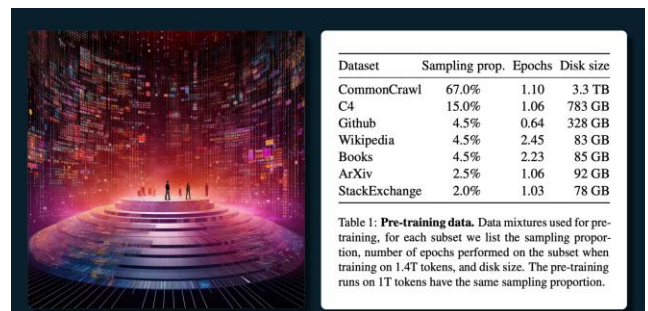 Dataset Sampling prop. Epochs Disk size
CommonCrawl 67.0% 1.10 3.3 TB
C4 15.0% 1.06 783 GB
Github 4.5% 0.64 328 GB
Wikipedia 4.5% 2.45 83 GB
Books 4.5% 2.23 85 GB
ArXiv 2.5% 1.06 92 GB
StackExchange 2.0% 1.03 78 GB
Table 1: Pre-training data. Data mixtures used for pre-
training, for each subset we list the sampling propor-
tion, number of epochs performed on the subset when
training on 1.4T tokens, and disk size. The pre-training
runs on 1T tokens have the same sampling proportion.